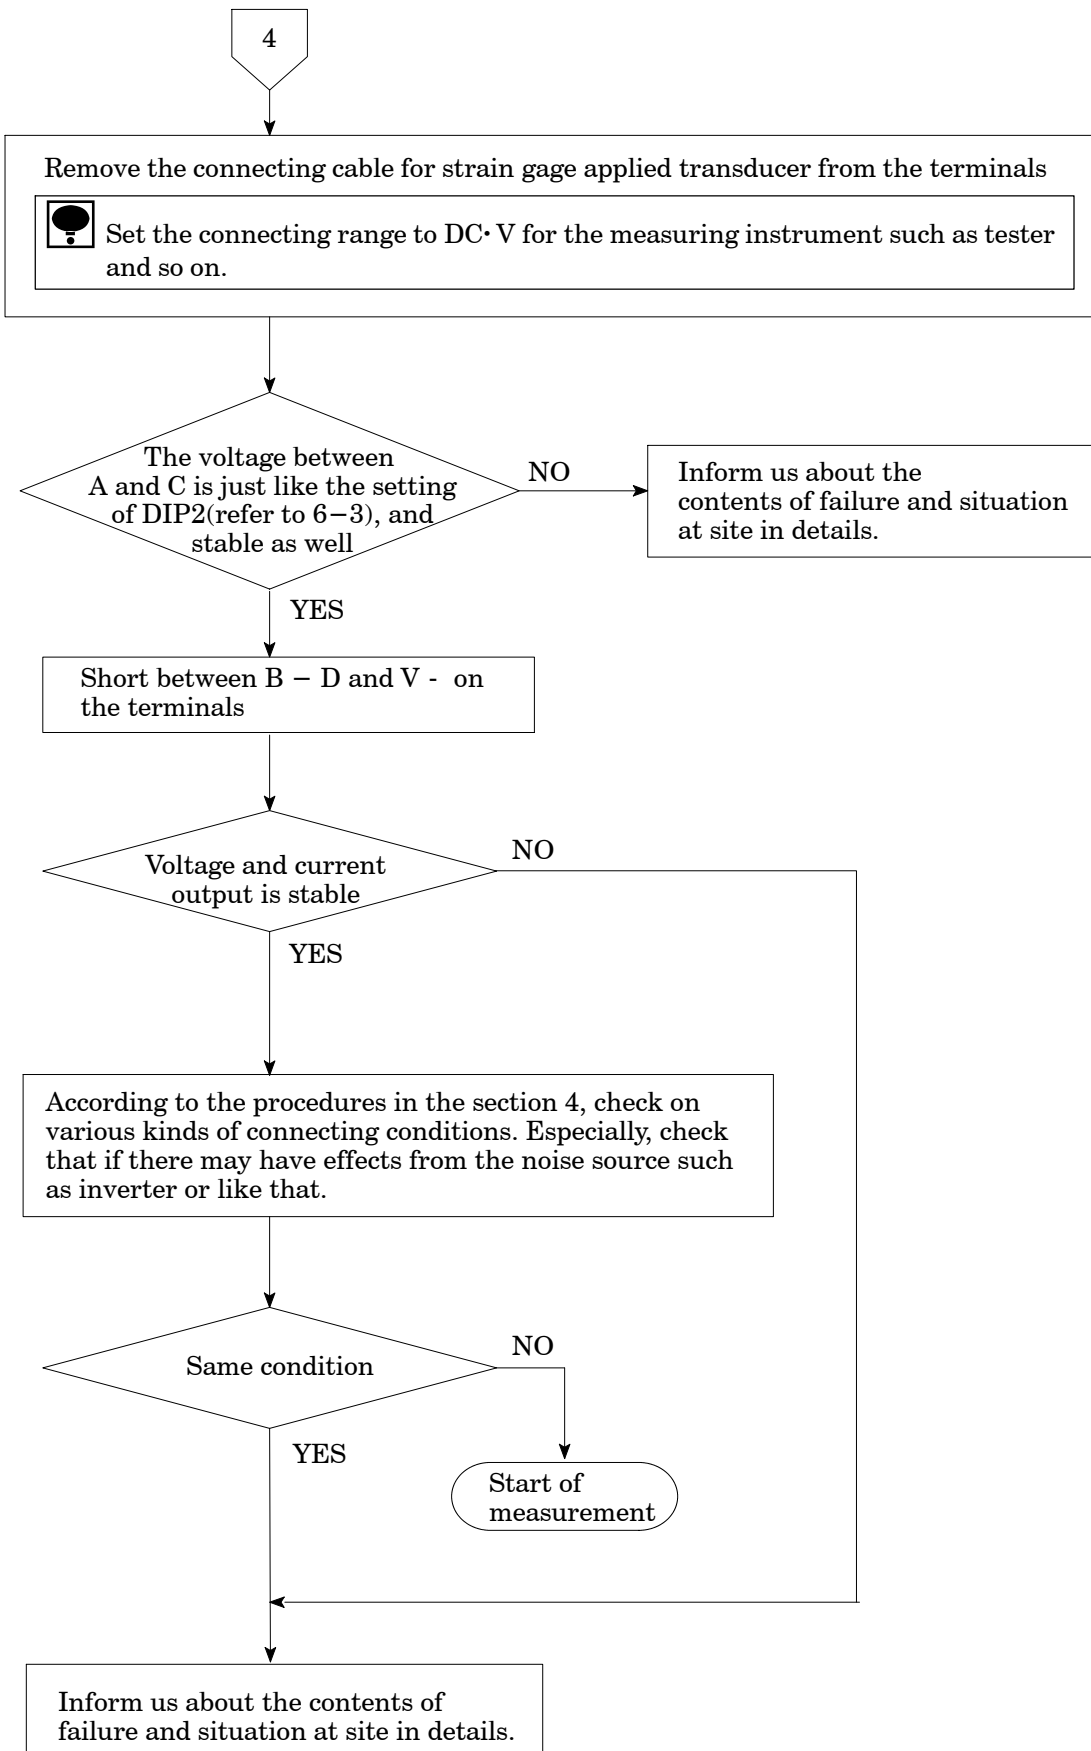 4
Remove the connecting cable for strain gage applied transducer from the terminals
Set the connecting range to DC･V for the measuring instrument such as tester
and so on.
The voltage between
A and C is just like the setting
of DIP2(refer to 6−3), and
stable as well
NO
Inform us about the
contents of failure and situation
at site in details.
YES
Short between B − D and V - on
the terminals
Voltage and current
output is stable
NO
YES
According to the procedures in the section 4, check on
various kinds of connecting conditions. Especially, check
that if there may have effects from the noise source such
as inverter or like that.
Same condition
NO
YES
Start of
measurement
Inform us about the contents of
failure and situation at site in details.